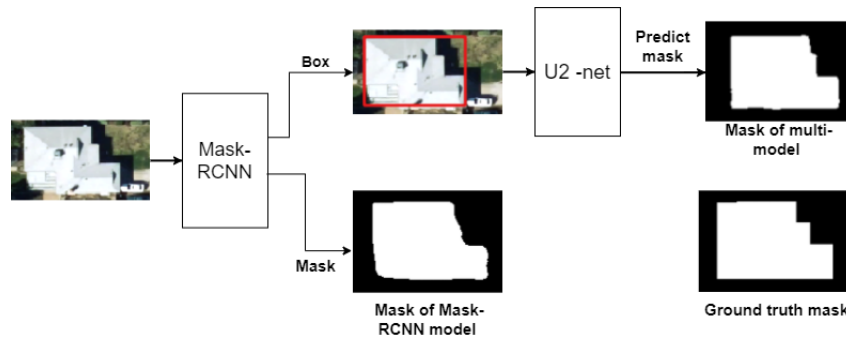 Box
Mask-
RCNN
Mask
Mask of Mask-
RCNN model
U2 -net
Predict
mask
Mask of multi-
model
Ground truth mask